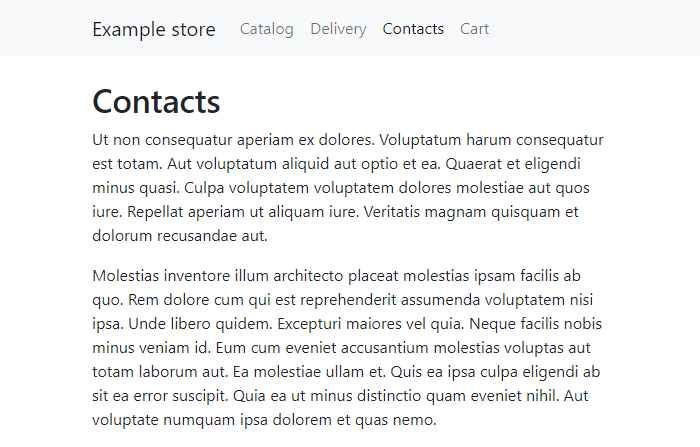 Example store Catalog Delivery Contacts Cart
Contacts
Ut non consequatur aperiam ex dolores. Voluptatum harum consequatur
est totam. Aut voluptatum aliquid aut optio et ea. Quaerat et eligendi
minus quasi. Culpa voluptatem voluptatem dolores molestiae aut quos
iure. Repellat aperiam ut aliquam iure. Veritatis magnam quisquam et
dolorum recusandae aut.
Molestias inventore illum architecto placeat molestias ipsam facilis ab
quo. Rem dolore cum qui est reprehenderit assumenda voluptatem nisi
ipsa. Unde libero quidem. Excepturi maiores vel quia. Neque facilis nobis
minus veniam id. Eum cum eveniet accusantium molestias voluptas aut
totam laborum aut. Ea molestiae ullam et. Quis ea ipsa culpa eligendi ab
sit ea error suscipit. Quia ea ut minus distinctio quam eveniet nihil. Aut
voluptate numquam ipsa dolorem et quas nemo.